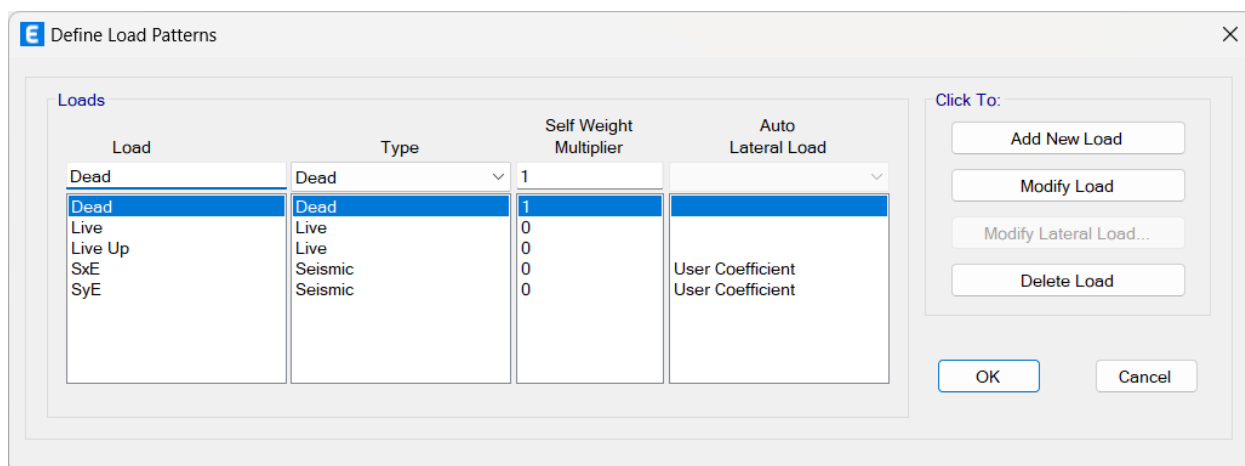 E Define Load Patterns
Loads
Load Type Self Weight Multiplier Auto Lateral Load
Dead Dead 1
Dead Dead 1
Live Live 0
Live Up Live 0
SxE Seismic 0 User Coefficient
SyE Seismic 0 User Coefficient
Click To:
Add New Load
Modify Load
Modify Lateral Load...
Delete Load
OK Cancel